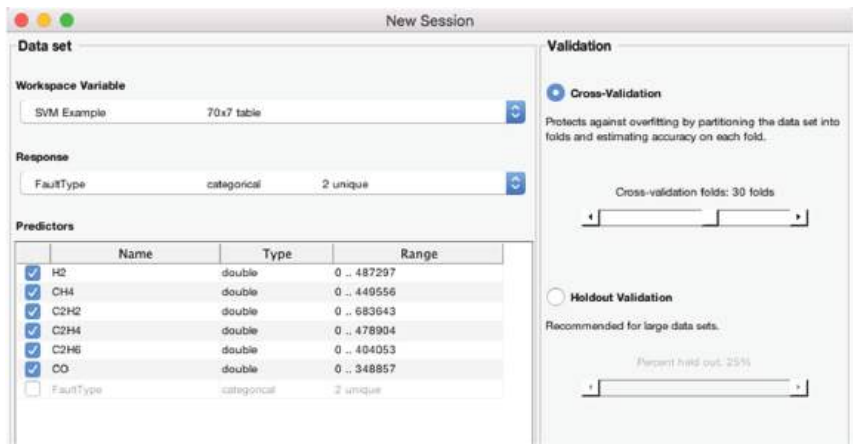 New Session
Data set
Workspace Variable
SVM Example 70x7 table
Response
FaultType categorical 2 unique
Predictors
Name Type Range
H2 double 0 .. 487297
CH4 double 0 .. 449556
C2H2 double 0 .. 683643
C2H4 double 0 .. 478904
C2H6 double 0 .. 404053
CO double 0 .. 348857
FaultType categorical 2 unique
Validation
Cross-Validation
Protects against overfitting by partitioning the data set into
folds and estimating accuracy on each fold.
Cross-validation folds: 30 folds
Holdout Validation
Recommended for large data sets.
Percent held out: 25%